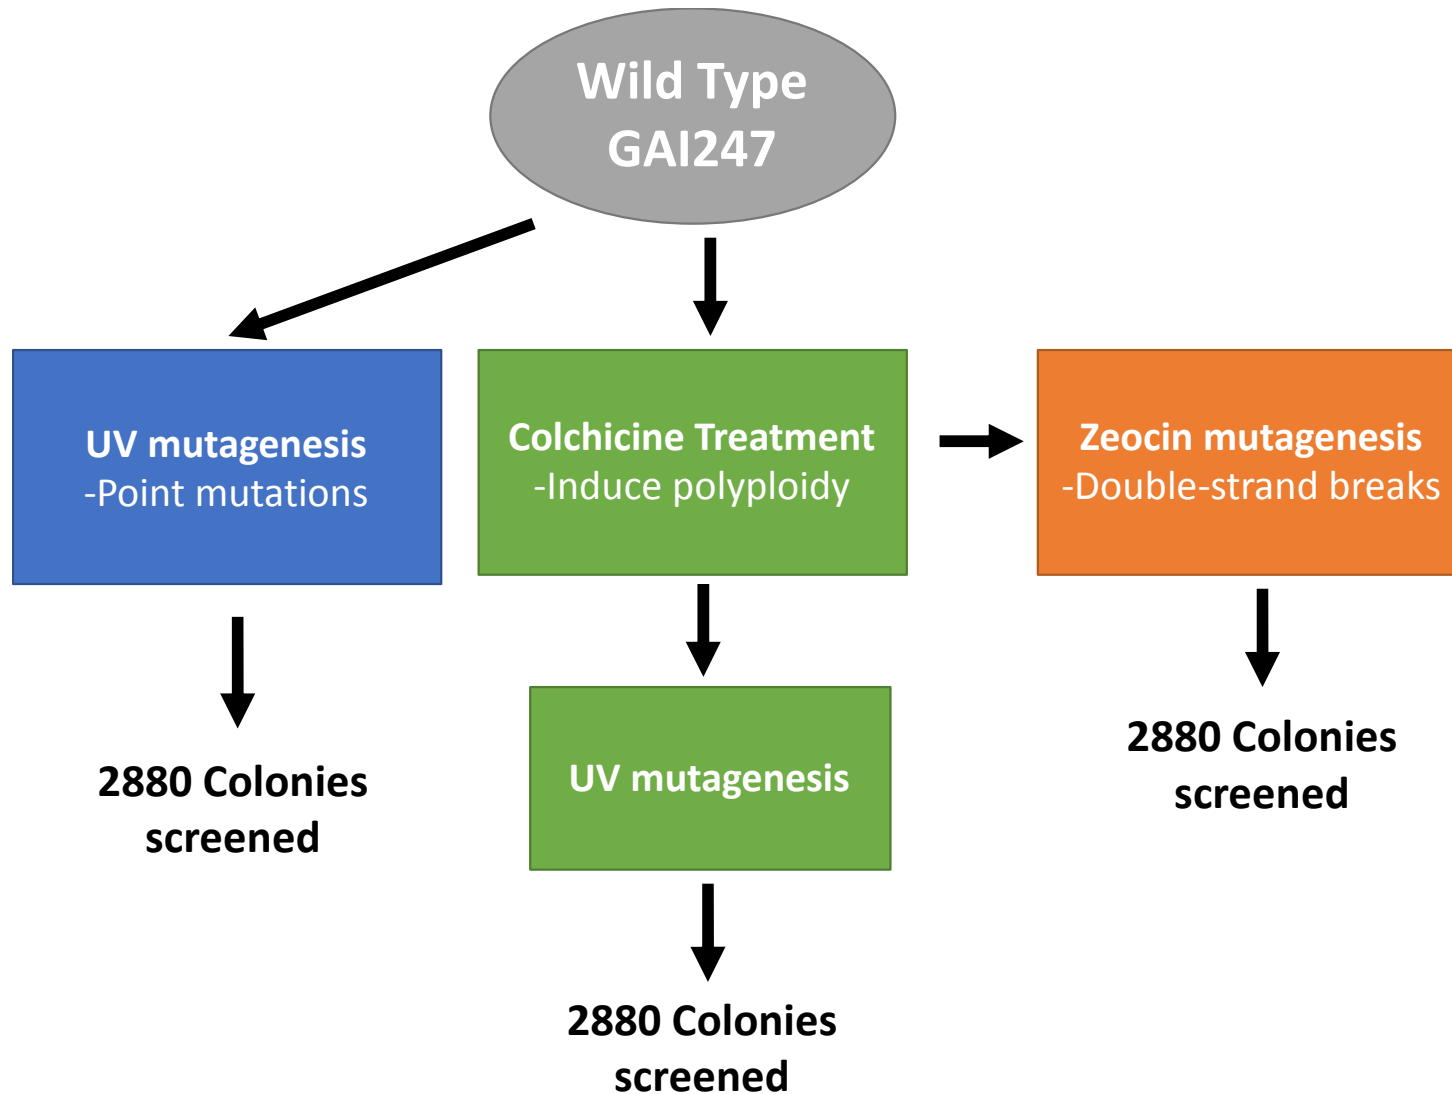 Wild Type
GAI247
UV mutagenesis
-Point mutations
Colchicine Treatment
-Induce polyploidy
Zeocin mutagenesis
-Double-strand breaks
2880 Colonies
screened
UV mutagenesis
2880 Colonies
screened
2880 Colonies
screened